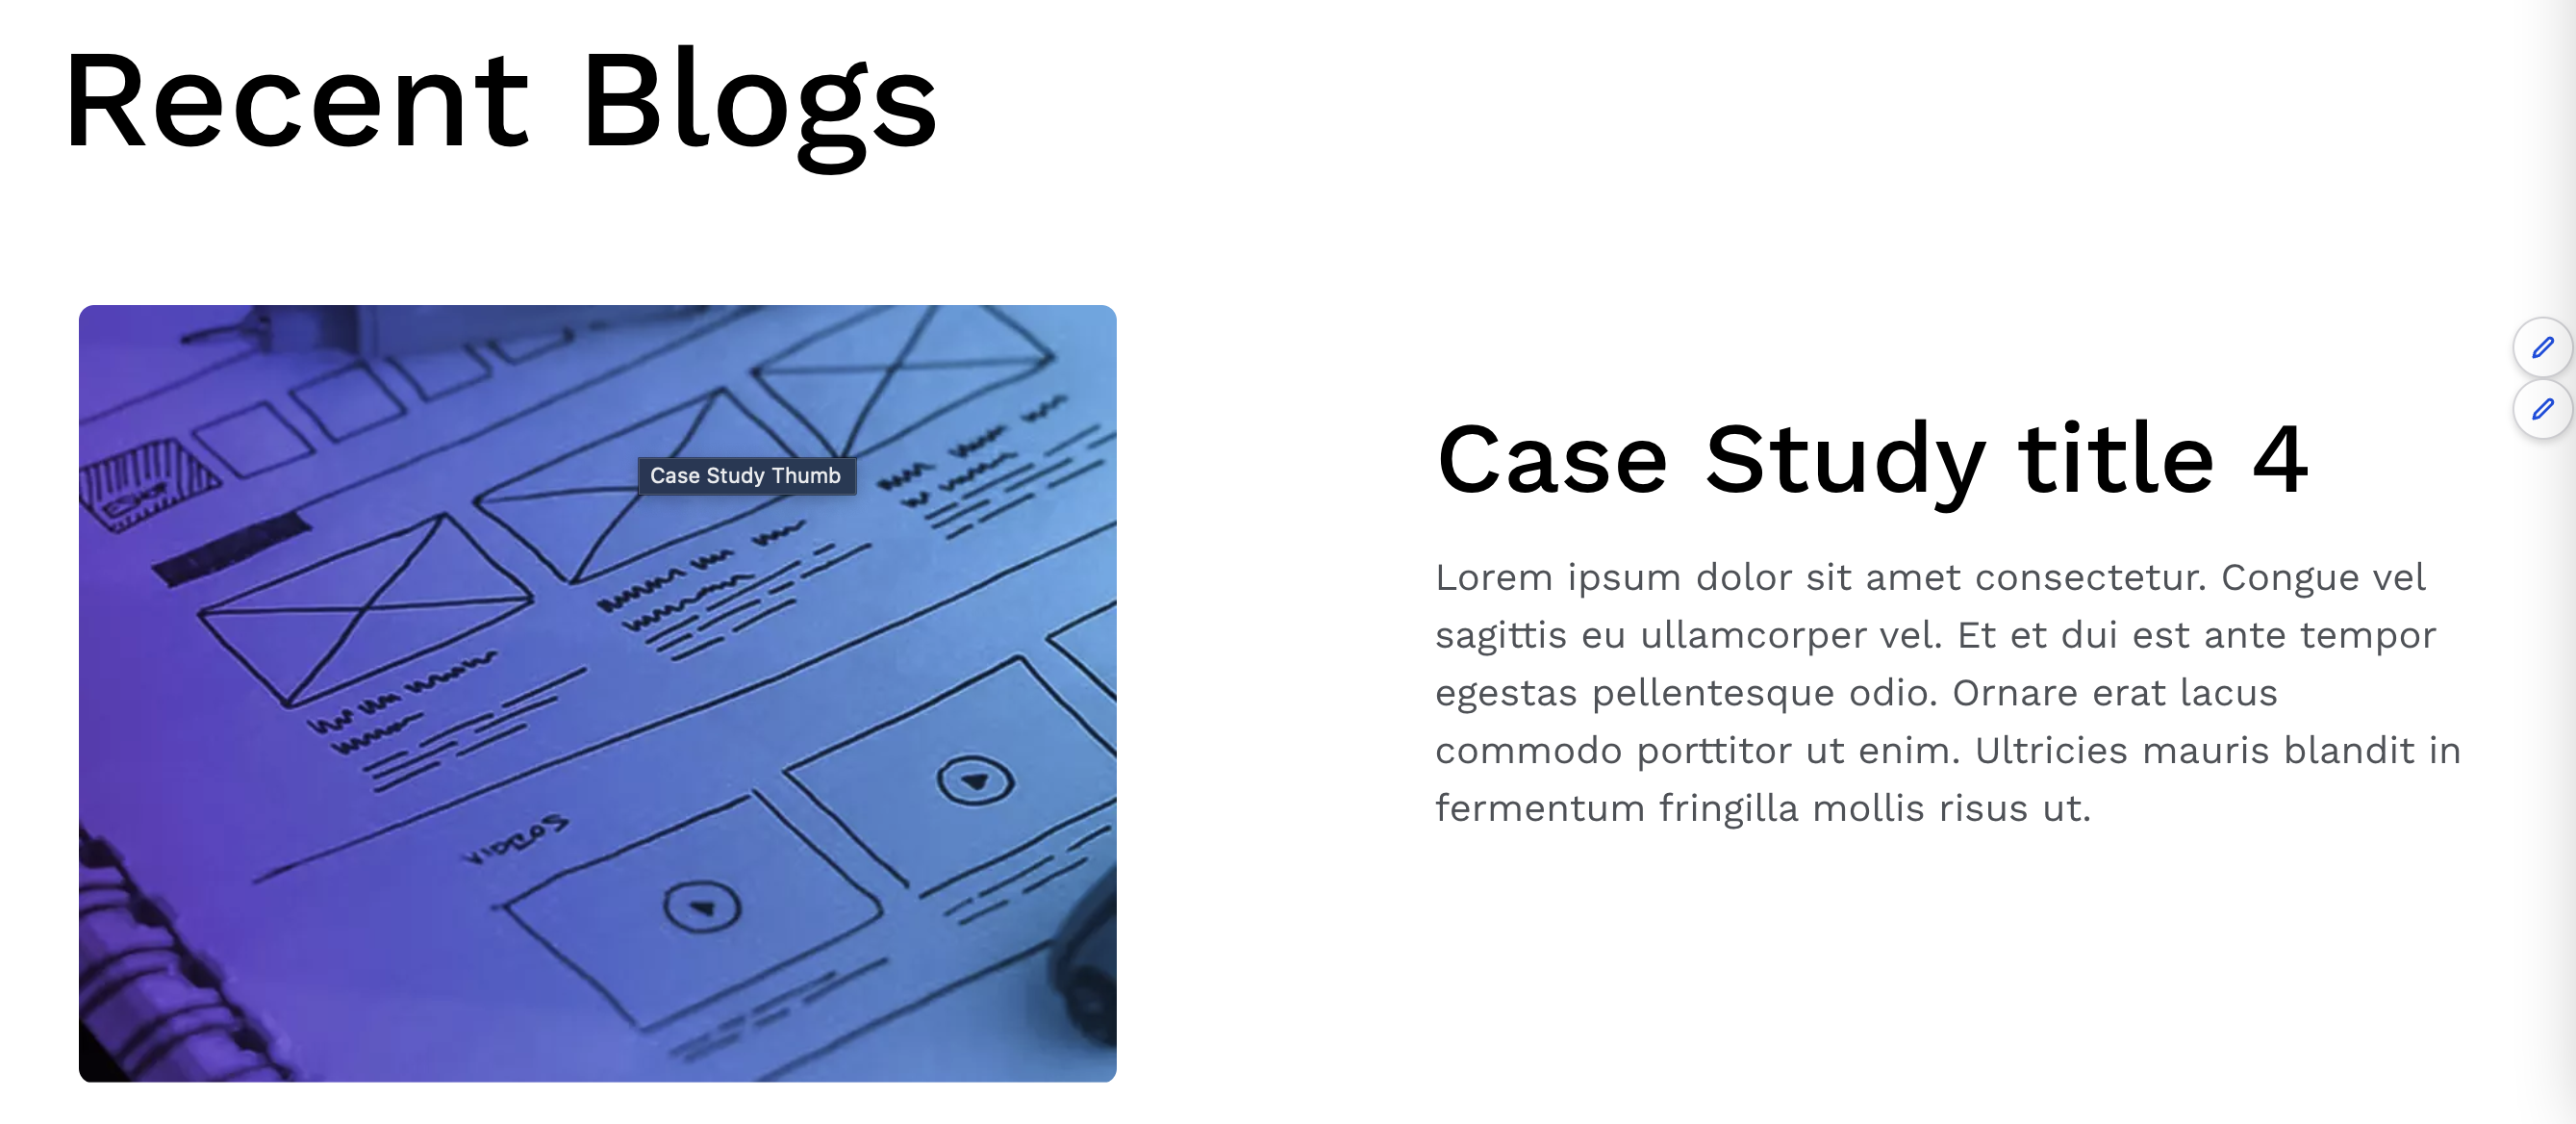 Recent Blogs
ESHOP
Case Study Thumb
VIDEOS
Case Study title 4
Lorem ipsum dolor sit amet consectetur. Congue vel
sagittis eu ullamcorper vel. Et et dui est ante tempor
egestas pellentesque odio. Ornare erat lacus
commodo porttitor ut enim. Ultricies mauris blandit in
fermentum fringilla mollis risus ut.